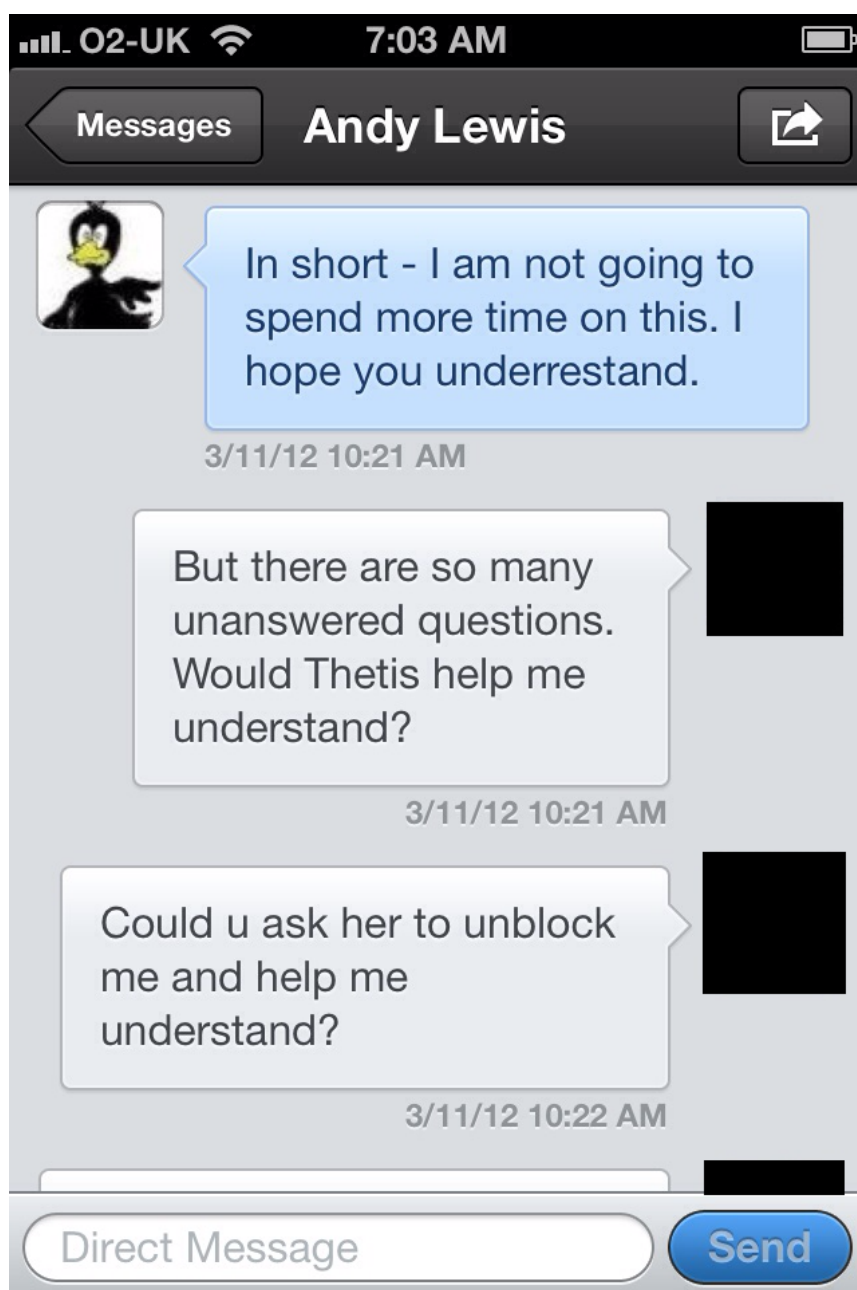 O2-UK 7:03 AM
Messages Andy Lewis
In short - I am not going to
spend more time on this. I
hope you underrestand.
3/11/12 10:21 AM
But there are so many
unanswered questions.
Would Thetis help me
understand?
3/11/12 10:21 AM
Could u ask her to unblock
me and help me
understand?
3/11/12 10:22 AM
Direct Message Send